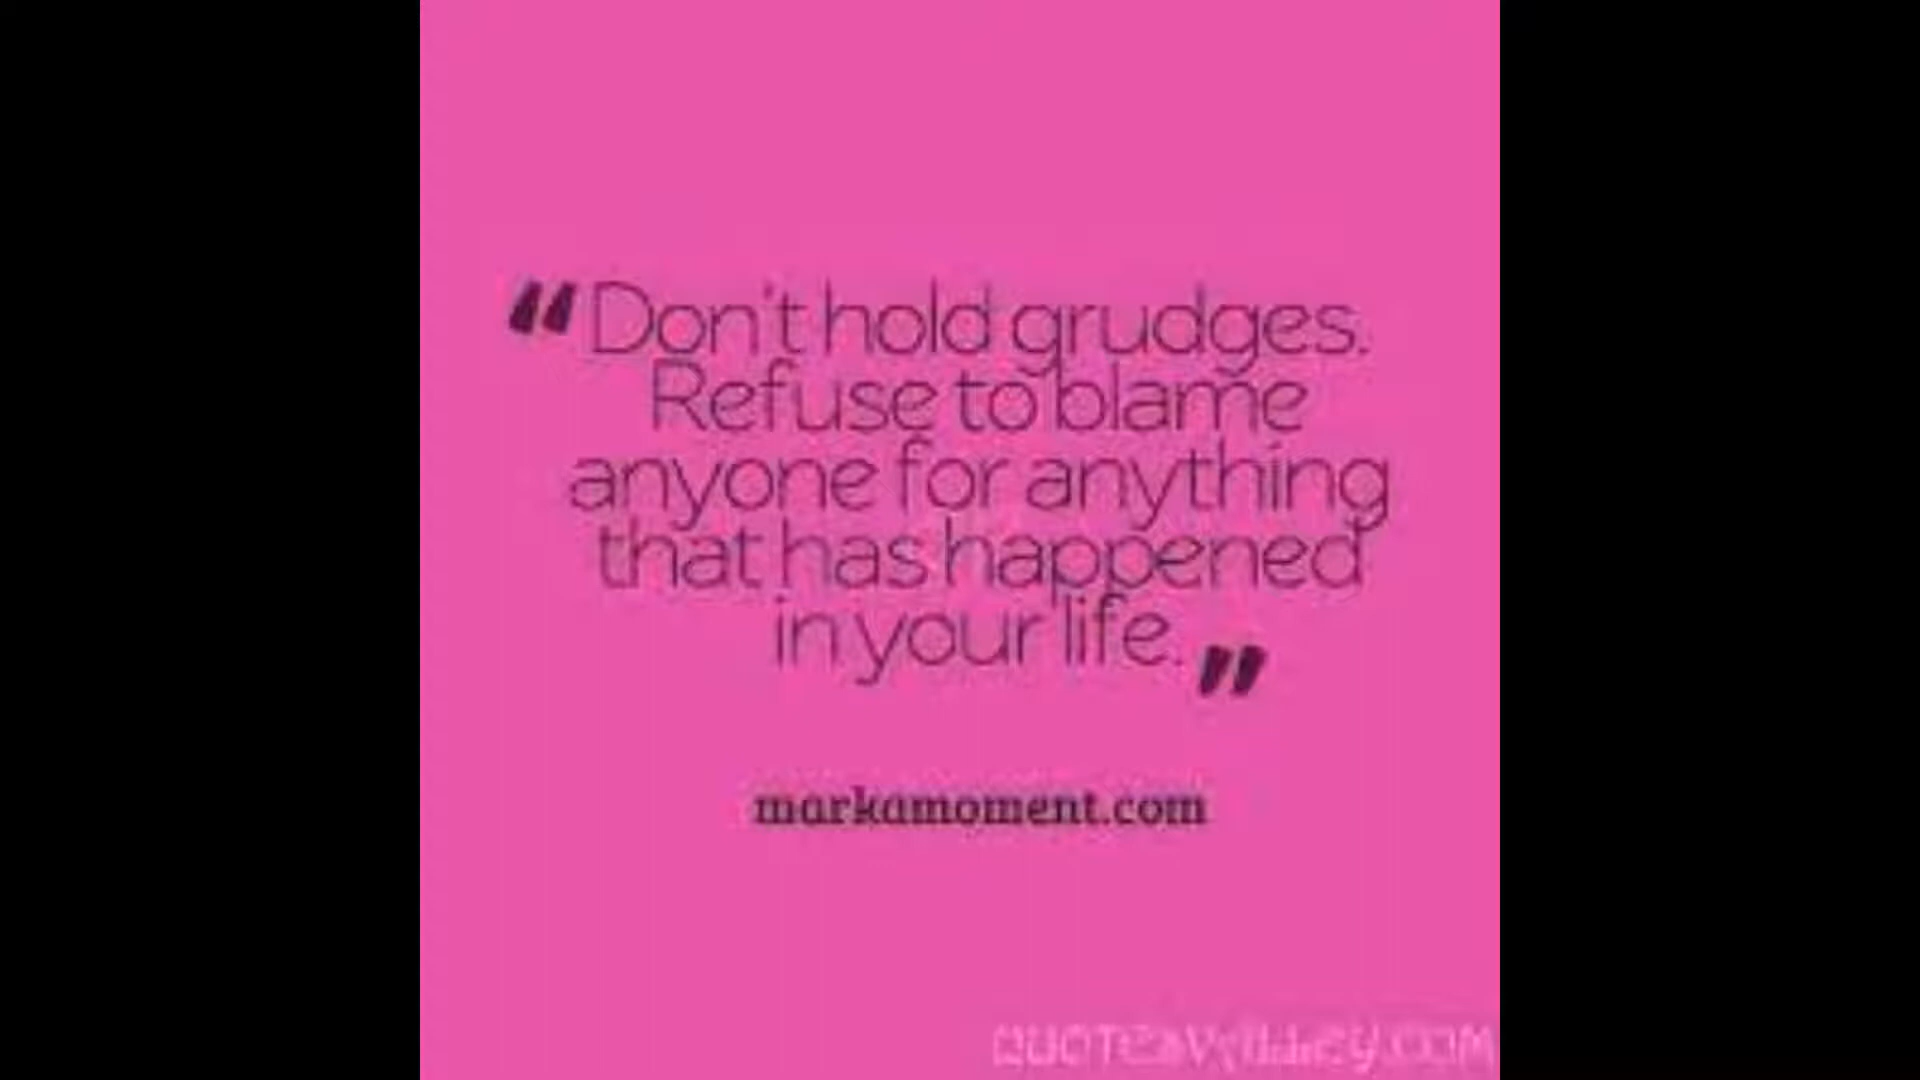 “Don't hold grudges.
Refuse to blame
anyone for anything
that has happened
in your life.”
markamoment.com